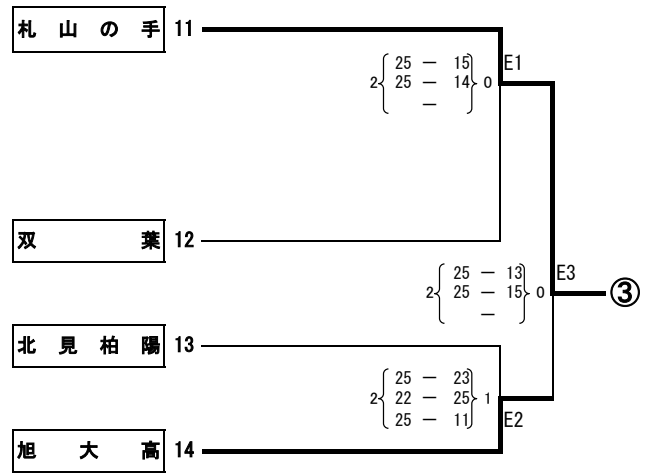 札山の手 11
2 25 － 15 0 E1
25 － 14
－
双葉 12
2 25 － 13 0 E3
25 － 15
－
③
北見柏陽 13
2 25 － 23 1
22 － 25
25 － 11 E2
旭大高 14